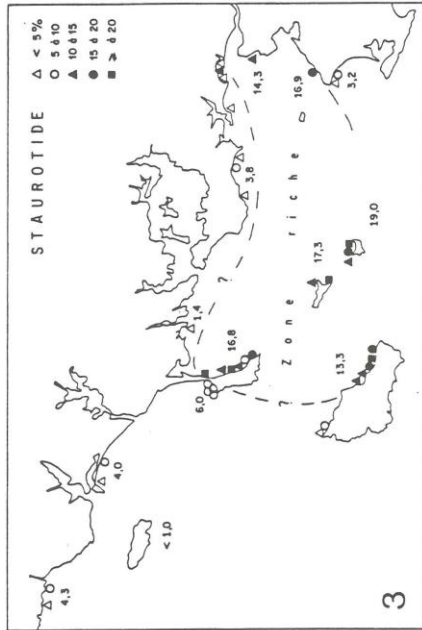 STAUROTIDE
△ < 5%
○ 5 à 10
▲ 10 à 15
● 15 à 20
■ ⩾ à 20
4,3
< 1,0
4,0
6,0
16,8
1,4
?
3,8
14,3
16,9
3,2
? Zone riche
17,3
19,0
13,3
3